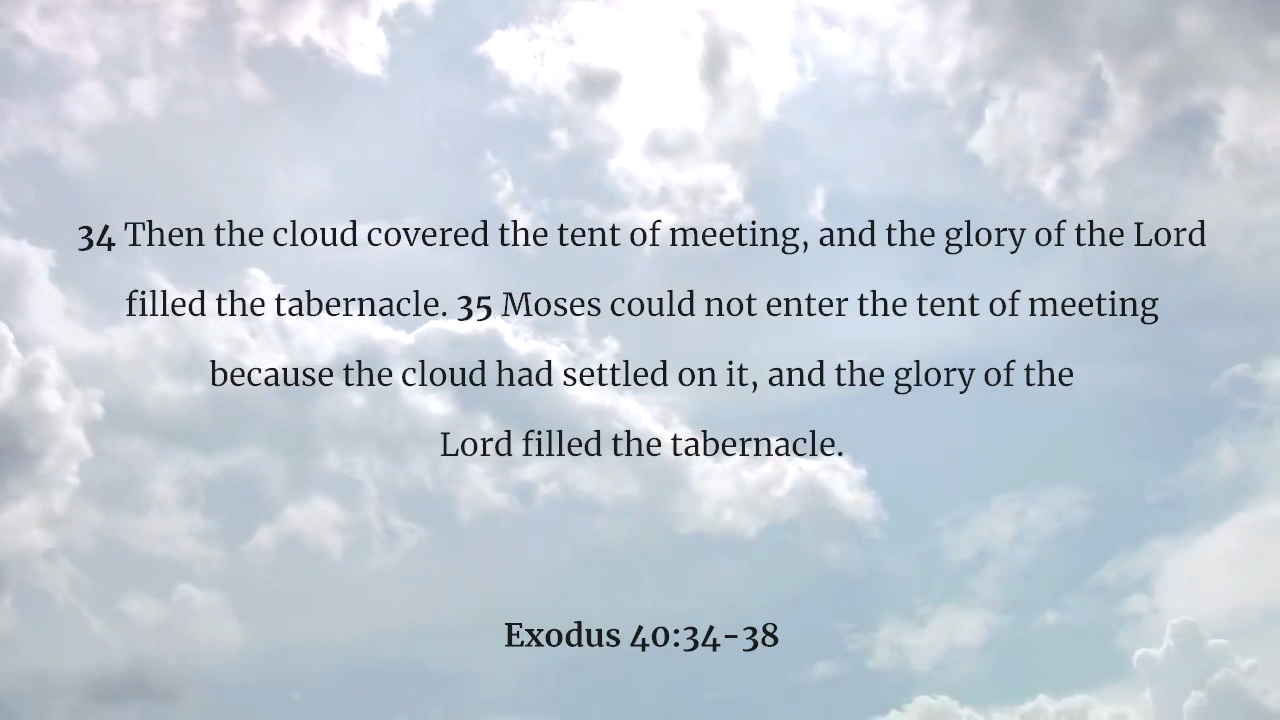 34 Then the cloud covered the tent of meeting, and the glory of the Lord
filled the tabernacle. 35 Moses could not enter the tent of meeting
because the cloud had settled on it, and the glory of the
Lord filled the tabernacle.
Exodus 40:34-38